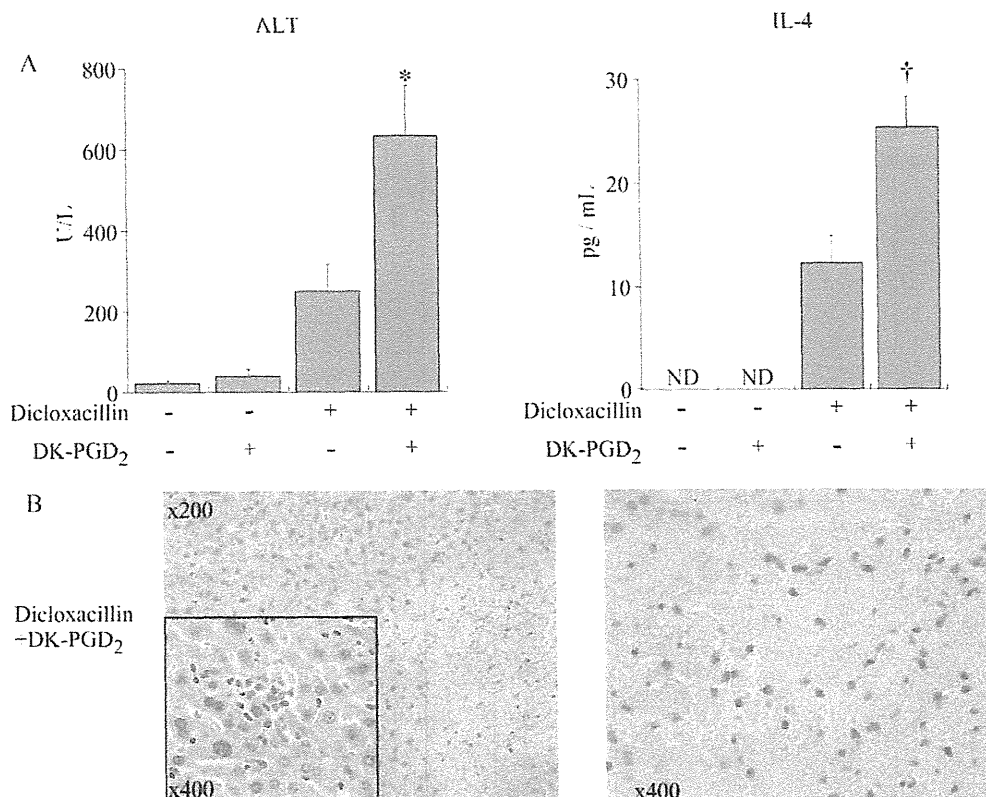 ALT
IL-4
A
800
600
400
200
0
U/L
*
Dicloxacillin - - + +
DK-PGD2 - + - +
30
20
10
0
pg / mL
†
ND ND
Dicloxacillin - - + +
DK-PGD2 - + - +
B
x200
Dicloxacillin
+DK-PGD2
x400
x400